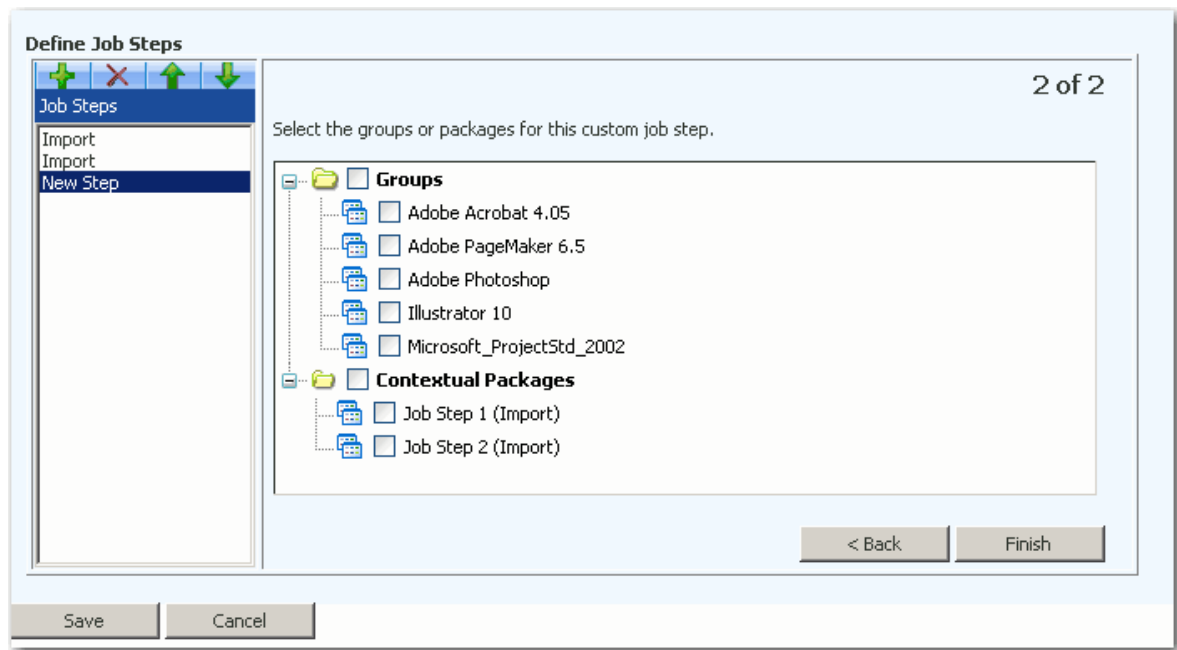 Define Job Steps
Job Steps
Import
Import
New Step
2 of 2
Select the groups or packages for this custom job step.
Groups
Adobe Acrobat 4.05
Adobe PageMaker 6.5
Adobe Photoshop
Illustrator 10
Microsoft_ProjectStd_2002
Contextual Packages
Job Step 1 (Import)
Job Step 2 (Import)
< Back
Finish
Save
Cancel